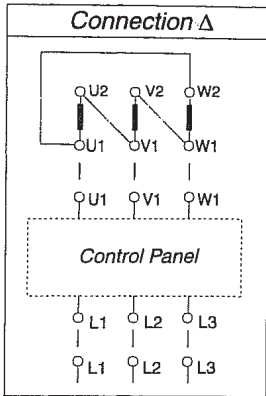 Connection Δ
U2 V2 W2
U1 V1 W1
U1 V1 W1
Control Panel
L1 L2 L3
L1 L2 L3